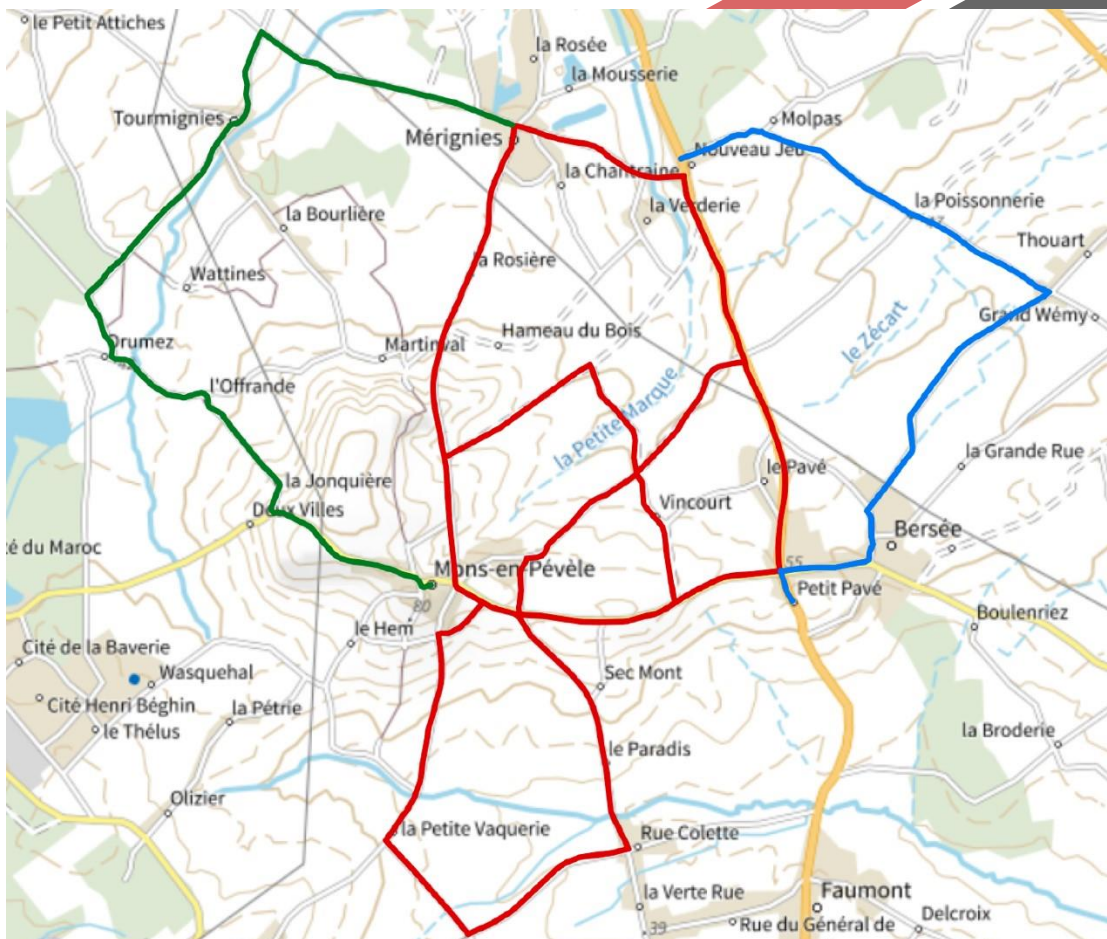 le Petit Attiches
la Rosée
la Mousserie
Tourmignies
Mérignies
Molpas
Nouveau Jeu
la Chantraine
la Bourlière
la Verderie
la Poissonnerie
Thouart
Wattines
la Rosière
Grand Wémy
Drumez
Martinval
Hameau du Bois
le Zécart
l'Offrande
la Petite Marque
la Jonquière
le Pavé
la Grande Rue
Deux Villes
Vincourt
Bersée
té du Maroc
Mons-en-Pévèle
55
Petit Pavé
80
Boulenriez
le Hem
Cité de la Baverie
Wasquehal
Sec Mont
Cité Henri Béghin
la Pétrie
le Thélus
la Broderie
le Paradis
Olizier
la Petite Vaquerie
Rue Colette
la Verte Rue
Faumont
39
Rue du Général de
Delcroix